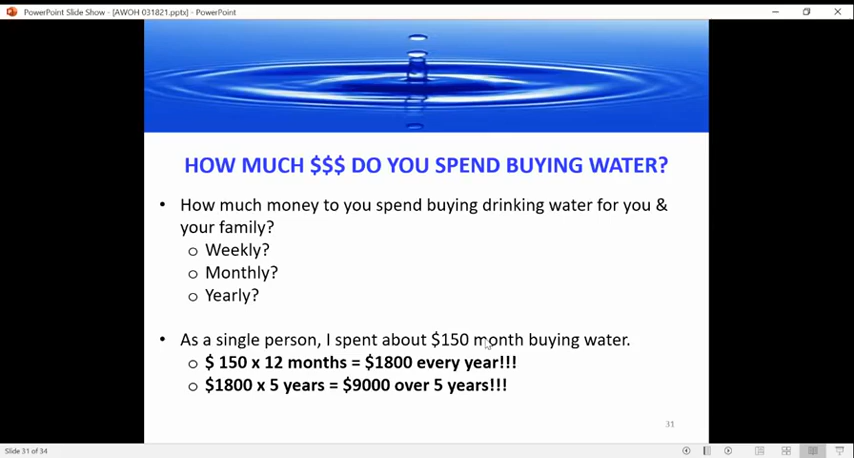 PowerPoint Slide Show - [AWOH 031821.pptx] - PowerPoint
HOW MUCH $$$ DO YOU SPEND BUYING WATER?
• How much money to you spend buying drinking water for you &
your family?
o Weekly?
o Monthly?
o Yearly?
• As a single person, I spent about $150 month buying water.
o $ 150 x 12 months = $1800 every year!!!
o $1800 x 5 years = $9000 over 5 years!!!
31
Slide 31 of 34